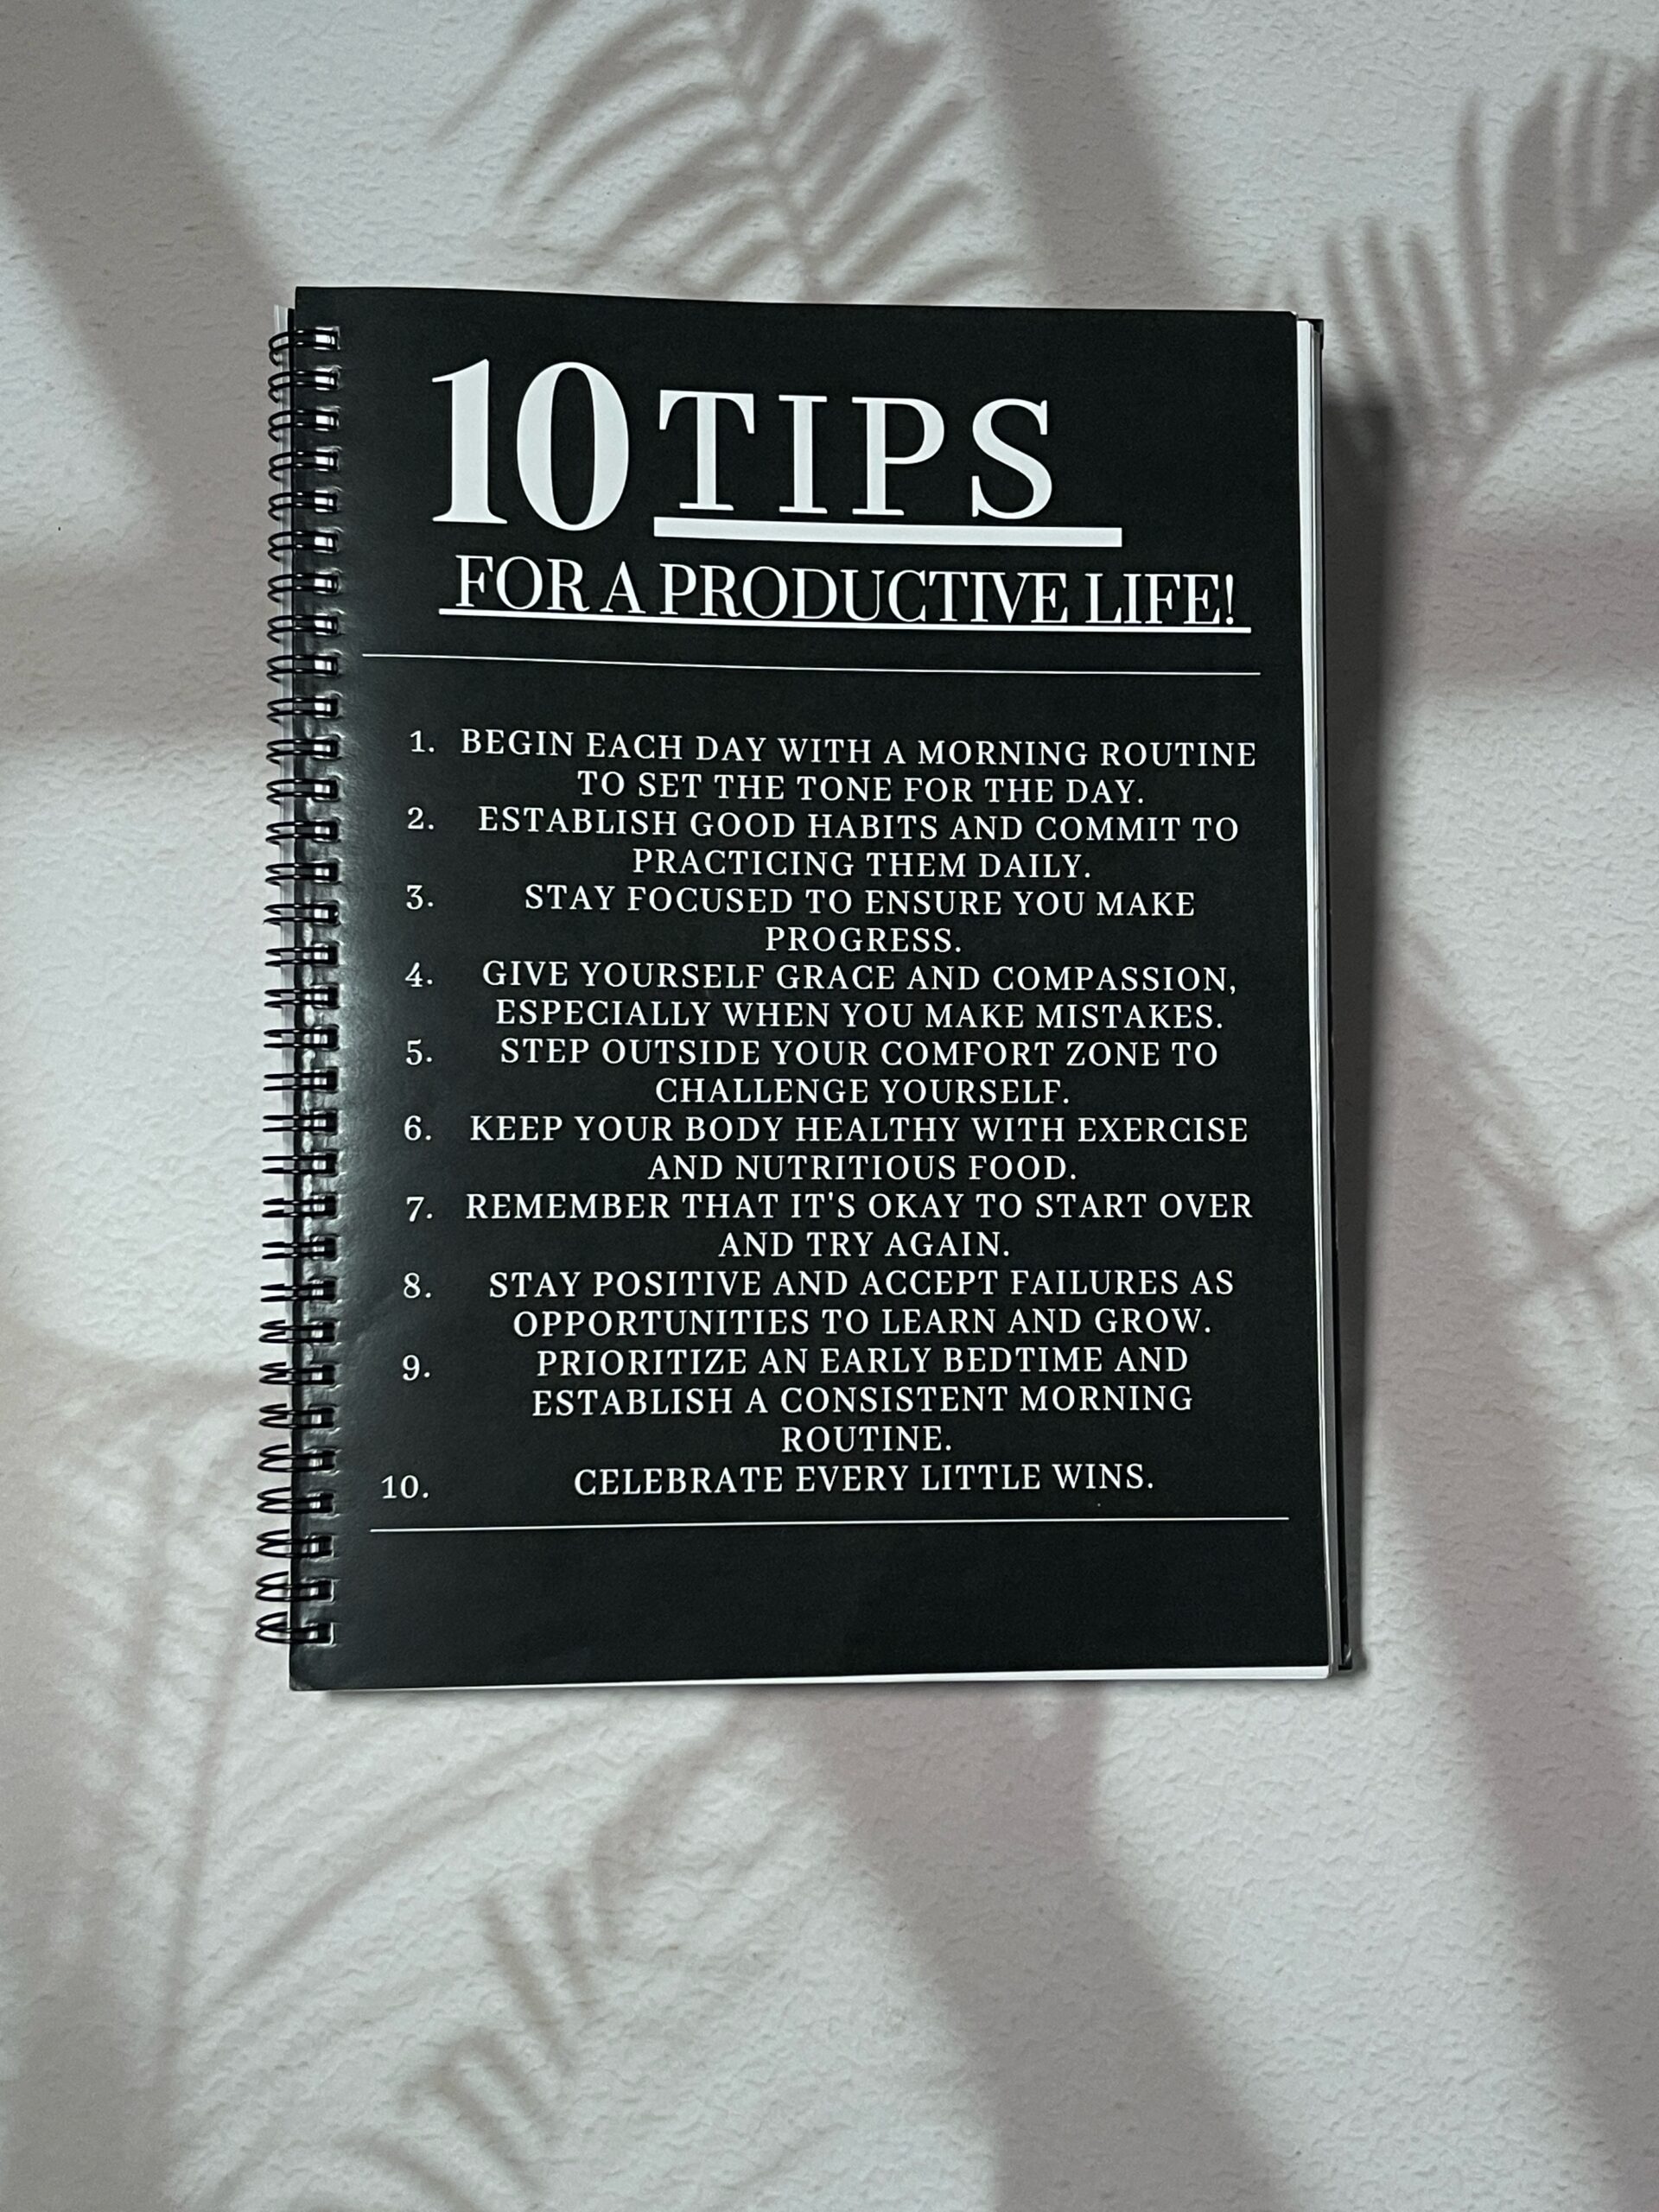 10 TIPS
FOR A PRODUCTIVE LIFE!
1. BEGIN EACH DAY WITH A MORNING ROUTINE
TO SET THE TONE FOR THE DAY.
2. ESTABLISH GOOD HABITS AND COMMIT TO
PRACTICING THEM DAILY.
3. STAY FOCUSED TO ENSURE YOU MAKE
PROGRESS.
4. GIVE YOURSELF GRACE AND COMPASSION,
ESPECIALLY WHEN YOU MAKE MISTAKES.
5. STEP OUTSIDE YOUR COMFORT ZONE TO
CHALLENGE YOURSELF.
6. KEEP YOUR BODY HEALTHY WITH EXERCISE
AND NUTRITIOUS FOOD.
7. REMEMBER THAT IT'S OKAY TO START OVER
AND TRY AGAIN.
8. STAY POSITIVE AND ACCEPT FAILURES AS
OPPORTUNITIES TO LEARN AND GROW.
9. PRIORITIZE AN EARLY BEDTIME AND
ESTABLISH A CONSISTENT MORNING
ROUTINE.
10. CELEBRATE EVERY LITTLE WINS.